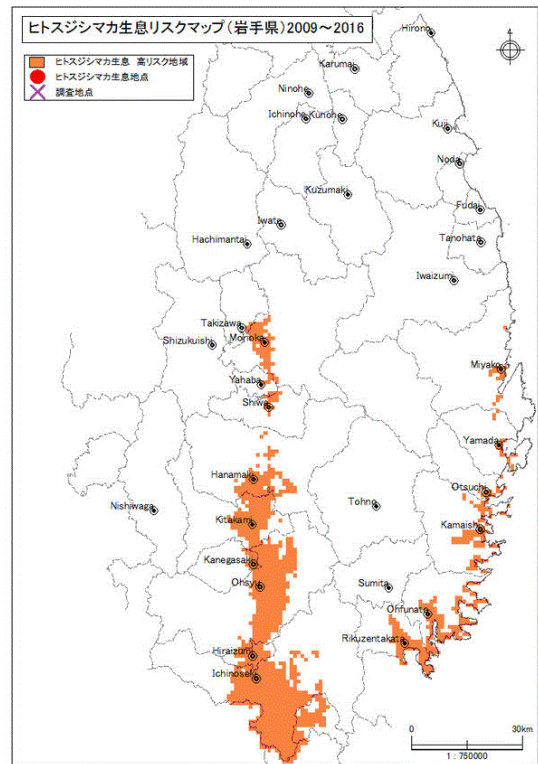 ヒトスジシマカ生息リスクマップ(岩手県)2009～2016
ヒトスジシマカ生息 高リスク地域
ヒトスジシマカ生息地点
調査地点
4
Hirono
Karumai
Ninohe
Ichinohe
Kunohe
Kuji
Noda
Kuzumaki
Fudai
Iwate
Tanohata
Hachimantai
Iwaizumi
Takizawa
Morioka
Shizukuishi
Miyako
Yahaba
Shiwa
Yamada
Hanamaki
Otsuchi
Nishiwaga
Tohno
Kitakami
Kamaishi
Kanegasaki
Ohsyu
Sumita
Ohfunato
Rikuzentakata
Hiraizumi
Ichinoseki
0 30km
1 : 750000